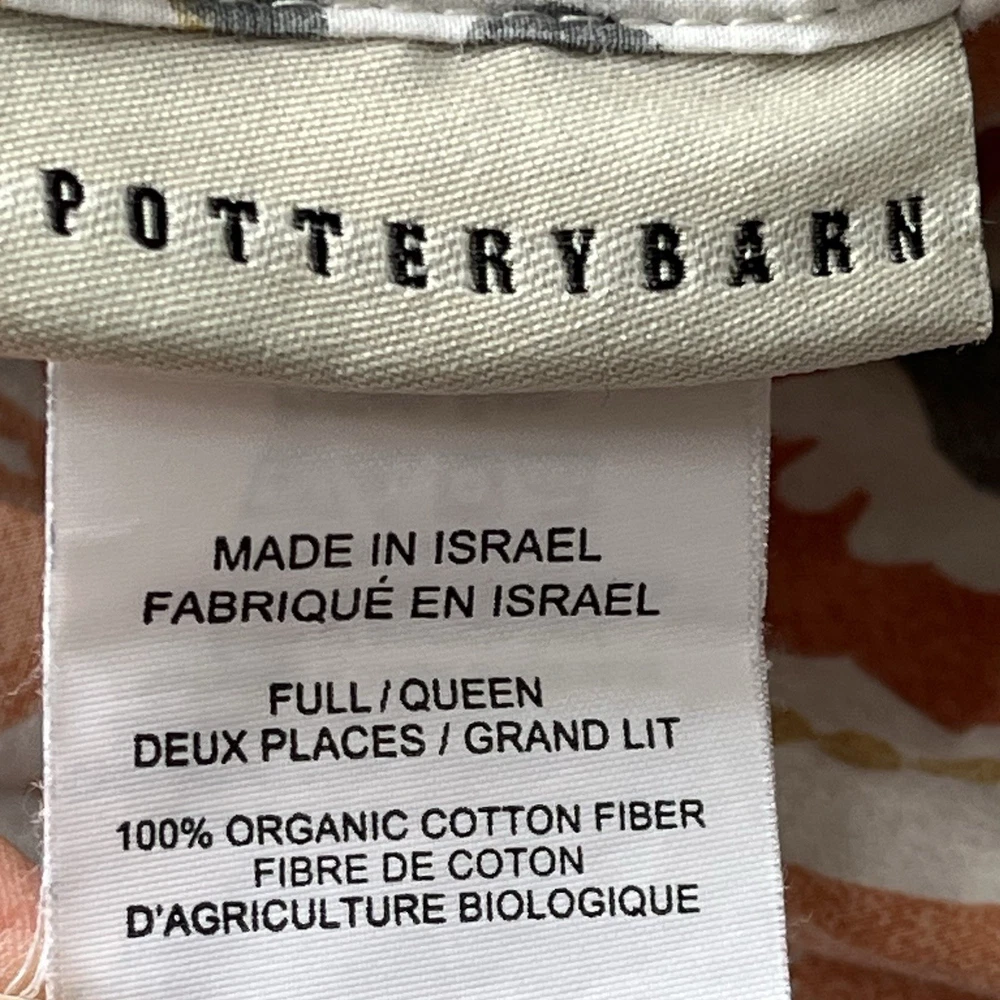 POTTERYBARN
MADE IN ISRAEL
FABRIQUÉ EN ISRAEL
FULL / QUEEN
DEUX PLACES / GRAND LIT
100% ORGANIC COTTON FIBER
FIBRE DE COTON
D'AGRICULTURE BIOLOGIQUE